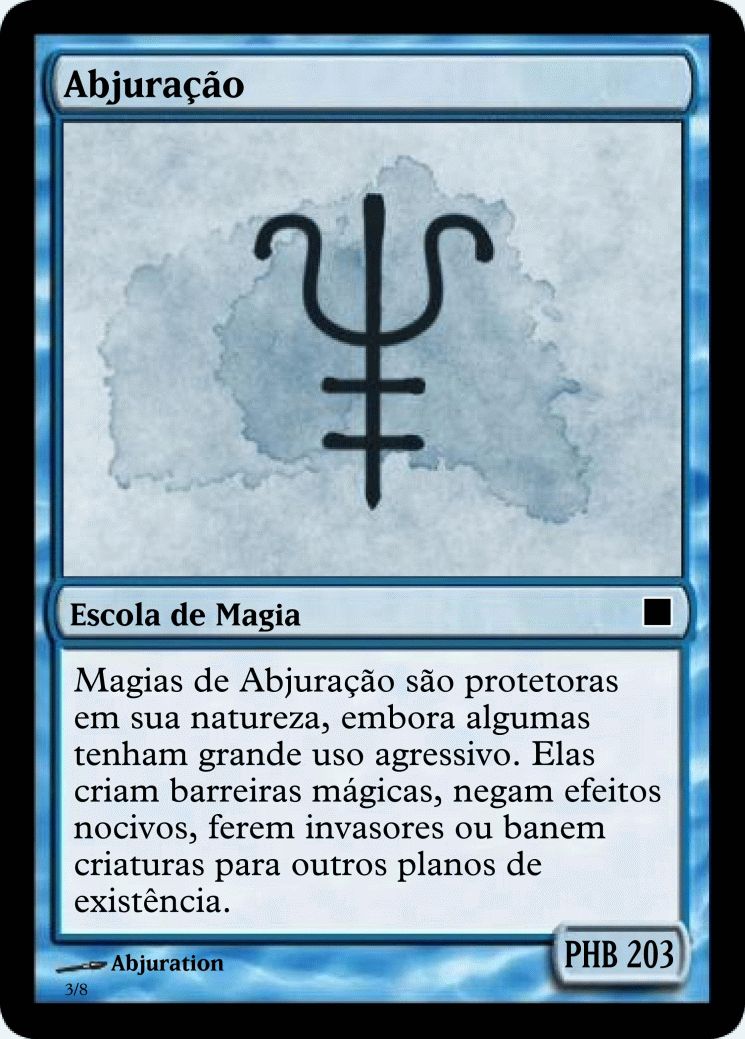 Abjuração
Escola de Magia
Magias de Abjuração são protetoras
em sua natureza, embora algumas
tenham grande uso agressivo. Elas
criam barreiras mágicas, negam efeitos
nocivos, ferem invasores ou banem
criaturas para outros planos de
existência.
PHB 203
Abjuration
3/8